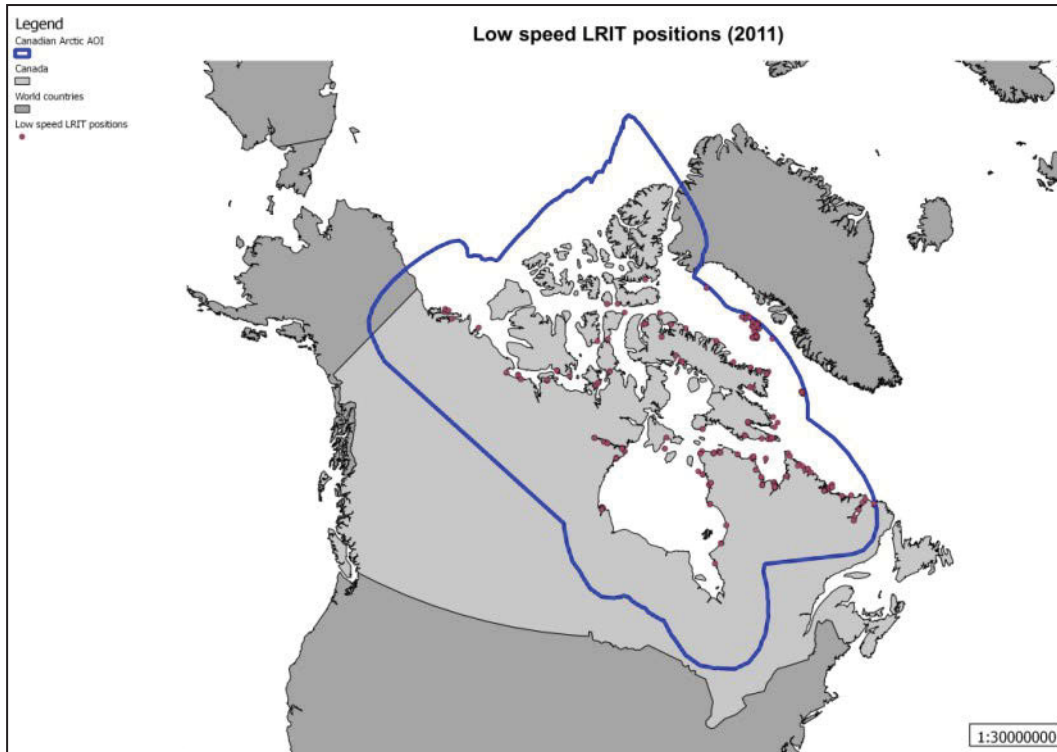 Legend
Canadian Arctic AOI
Canada
World countries
Low speed LRIT positions
Low speed LRIT positions (2011)
1:30000000